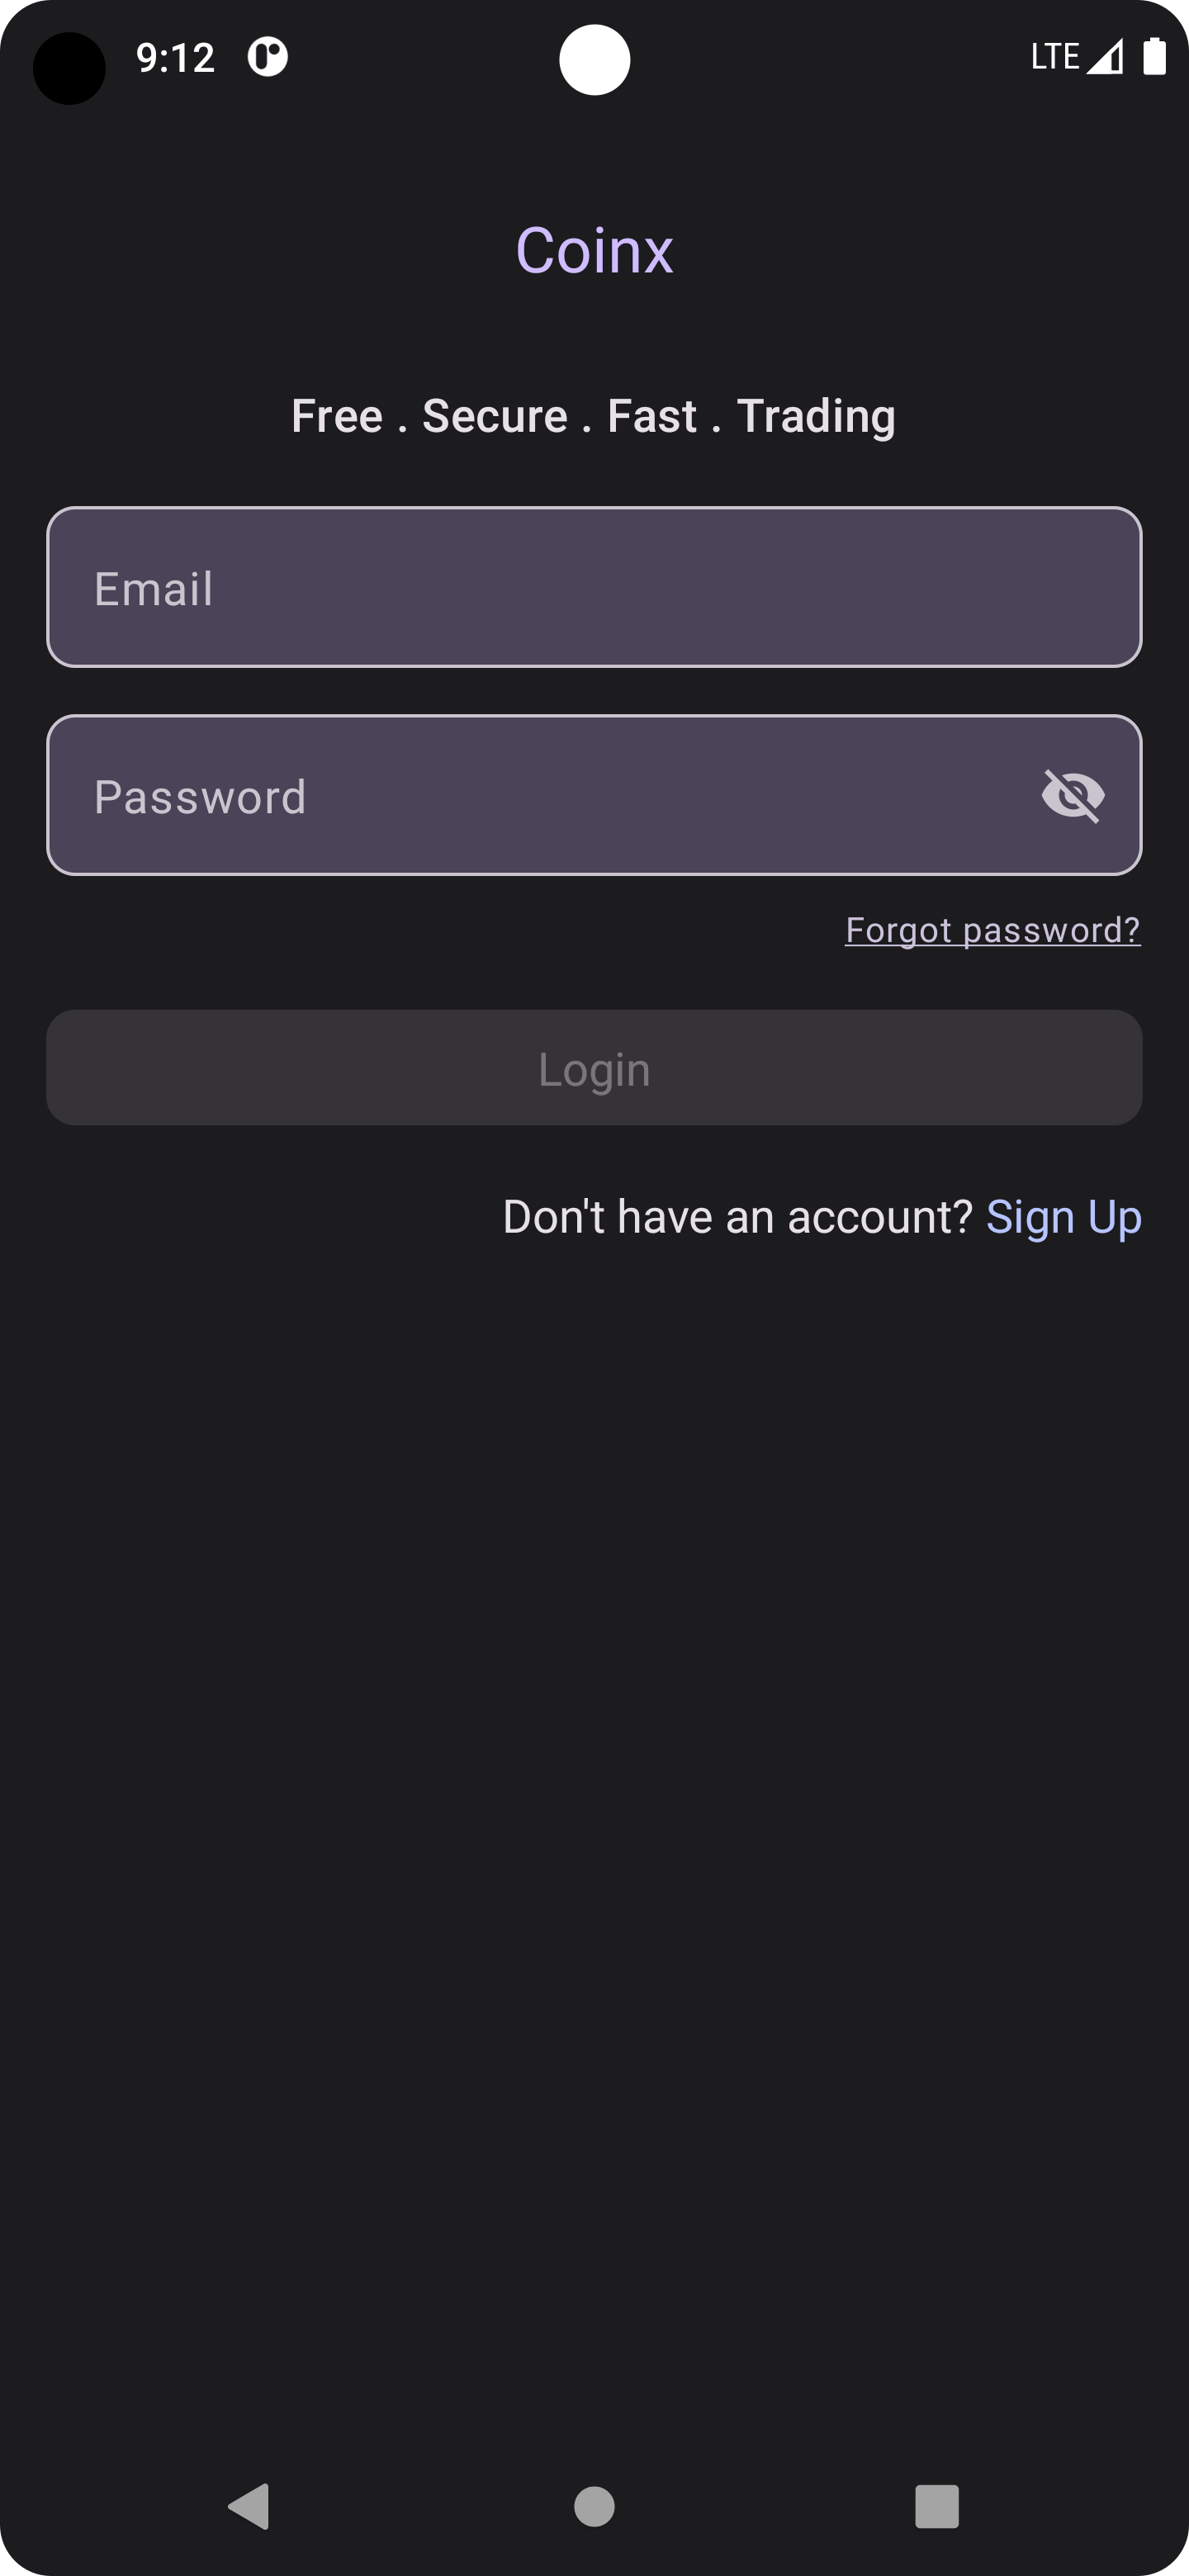 9:12
LTE
Coinx
Free . Secure . Fast . Trading
Email
Password
Forgot password?
Login
Don't have an account? Sign Up